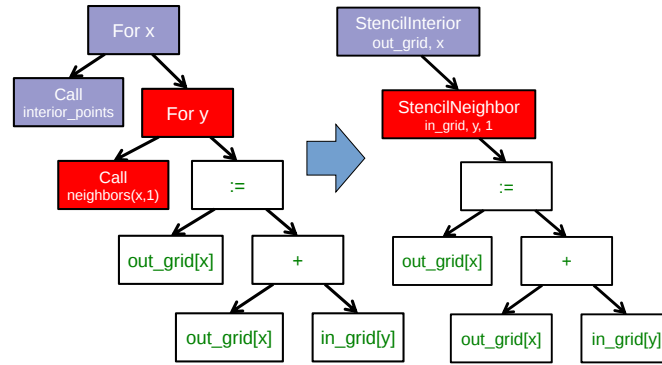 For x
Call
interior_points
For y
Call
neighbors(x,1)
:=
out_grid[x]
+
out_grid[x]
in_grid[y]
StencilInterior
out_grid, x
StencilNeighbor
in_grid, y, 1
:=
out_grid[x]
+
out_grid[x]
in_grid[y]